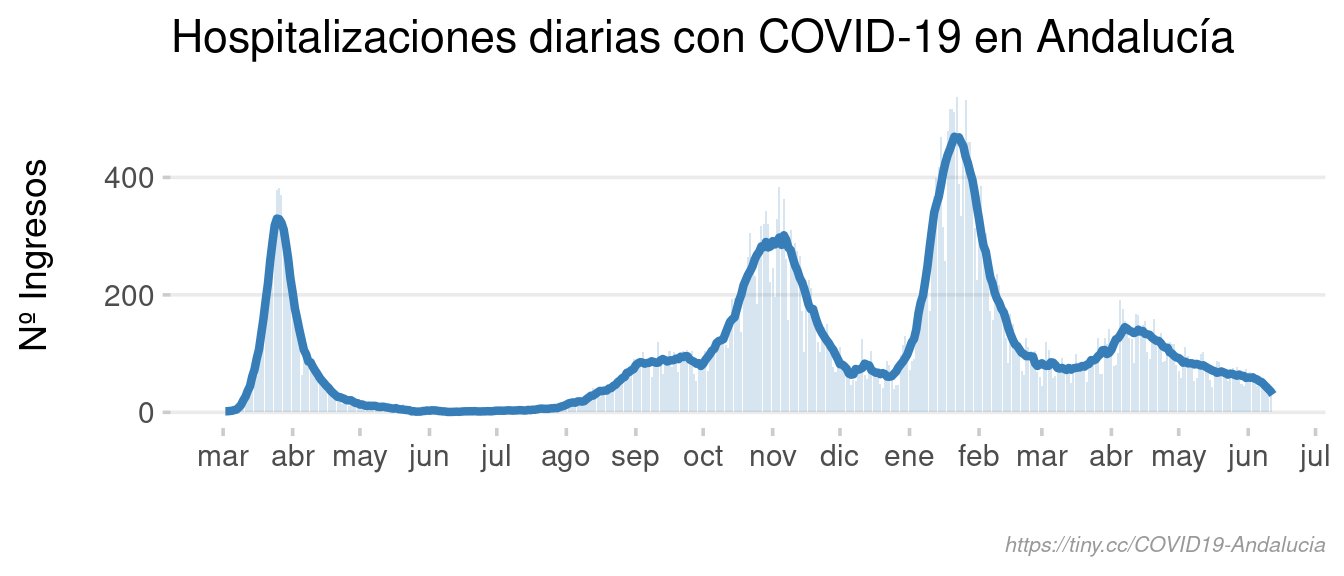 Hospitalizaciones diarias con COVID-19 en Andalucía
Nº Ingresos
400
200
0
mar abr may jun jul ago sep oct nov dic ene feb mar abr may jun jul
https://tiny.cc/COVID19-Andalucia